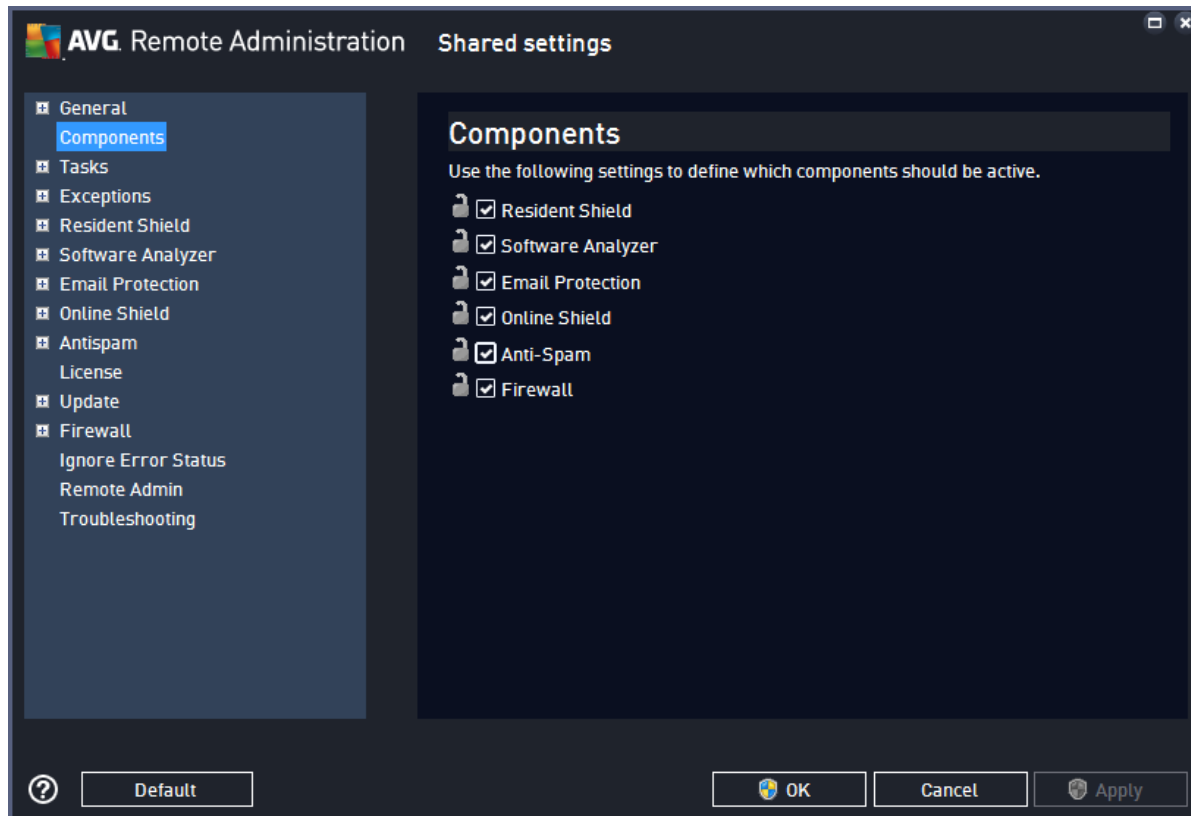 AVG. Remote Administration
Shared settings
General
Components
Tasks
Exceptions
Resident Shield
Software Analyzer
Email Protection
Online Shield
Antispam
License
Update
Firewall
Ignore Error Status
Remote Admin
Troubleshooting
Components
Use the following settings to define which components should be active.
Resident Shield
Software Analyzer
Email Protection
Online Shield
Anti-Spam
Firewall
? Default
OK
Cancel
Apply